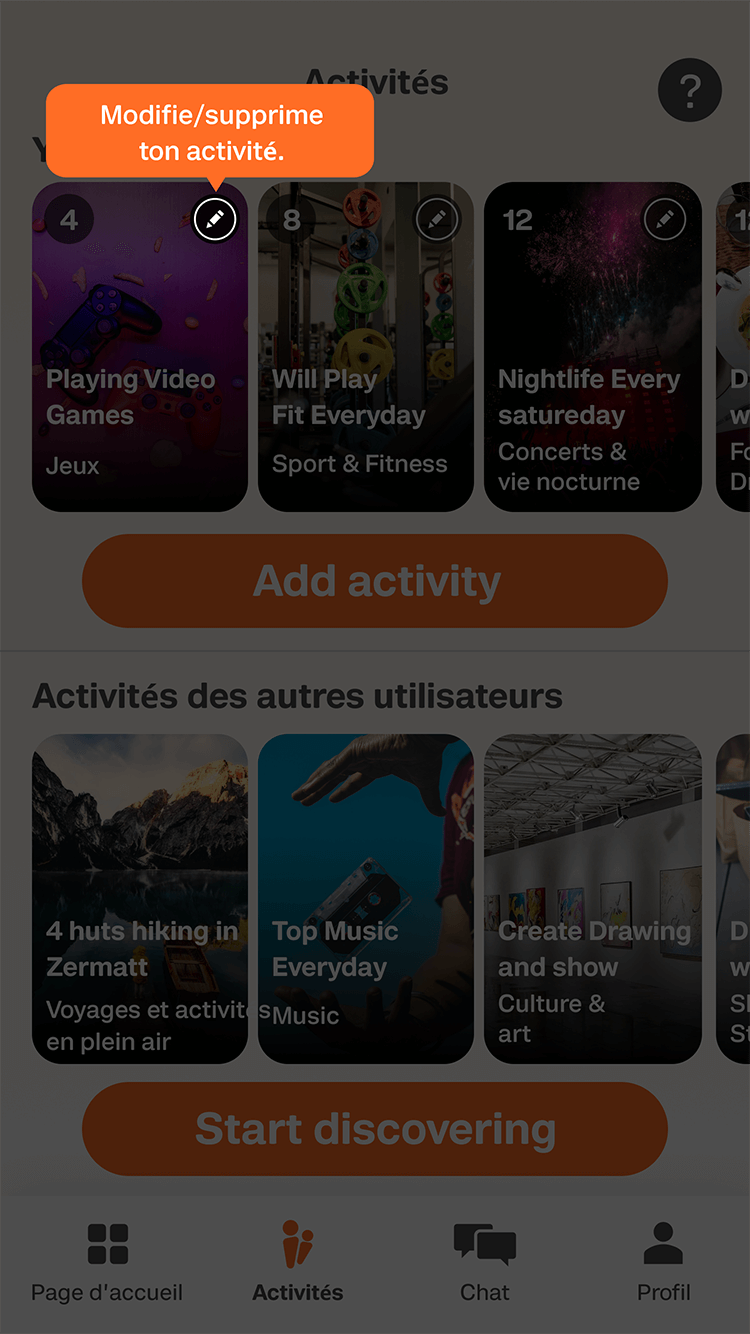 Activités
?
Modifie/supprime
ton activité.
Y
4
8
12
12
Playing Video
Games
Jeux
Will Play
Fit Everyday
Sport & Fitness
Nightlife Every
satureday
Concerts &
vie nocturne
Add activity
Activités des autres utilisateurs
4 huts hiking in
Zermatt
Voyages et activités
en plein air
Top Music
Everyday
Music
Create Drawing
and show
Culture &
art
Start discovering
Page d'accueil
Activités
Chat
Profil